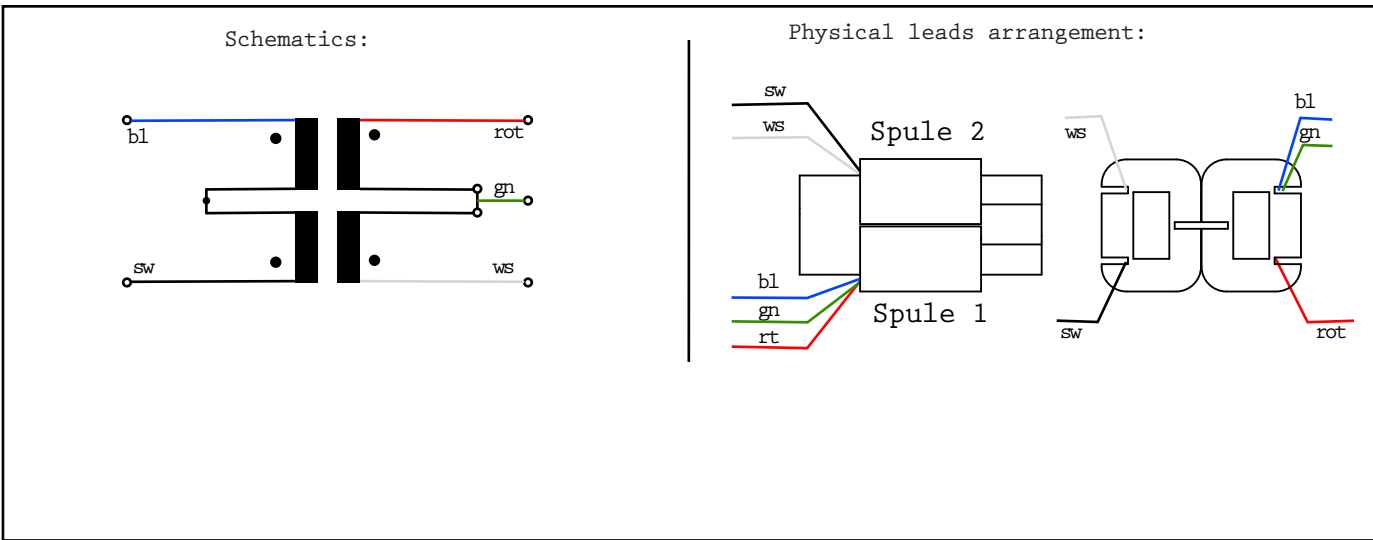 Schematics:
bl
rot
gn
sw
ws
Physical leads arrangement:
sw
ws
Spule 2
bl
gn
rt
Spule 1
bl
gn
ws
sw
rot